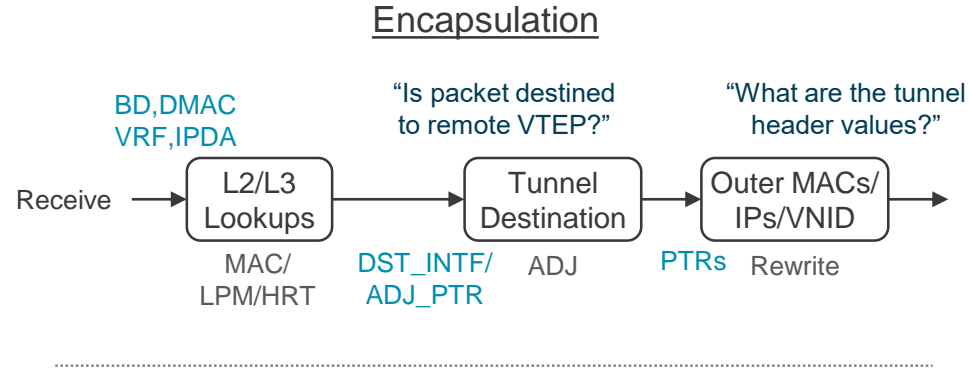 Encapsulation
BD,DMAC
VRF,IPDA
“Is packet destined
to remote VTEP?”
“What are the tunnel
header values?”
Receive
L2/L3
Lookups
Tunnel
Destination
Outer MACs/
IPs/VNID
MAC/
LPM/HRT
DST_INTF/
ADJ_PTR
ADJ
PTRs
Rewrite